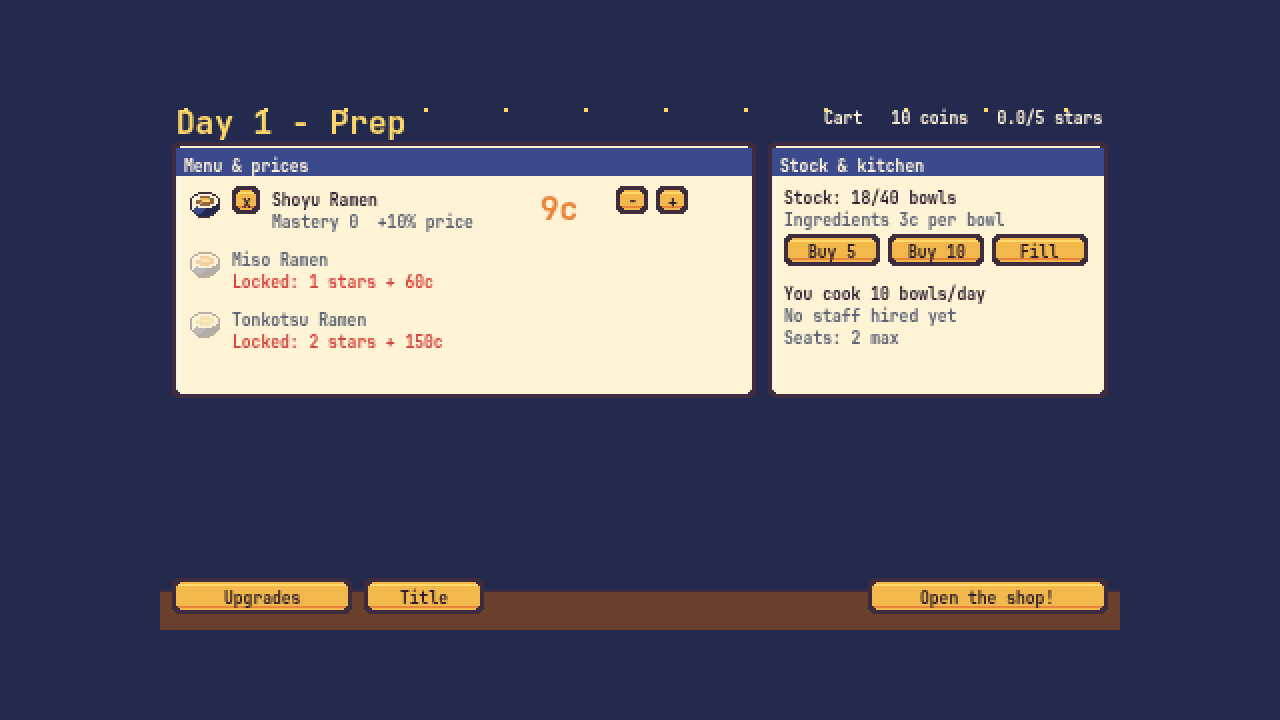 Day 1 - Prep
Cart 10 coins 0.0/5 stars
Menu & prices
x Shoyu Ramen 9c - +
Mastery 0 +10% price
Miso Ramen
Locked: 1 stars + 60c
Tonkotsu Ramen
Locked: 2 stars + 150c
Stock & kitchen
Stock: 18/40 bowls
Ingredients 3c per bowl
Buy 5 Buy 10 Fill
You cook 10 bowls/day
No staff hired yet
Seats: 2 max
Upgrades Title Open the shop!